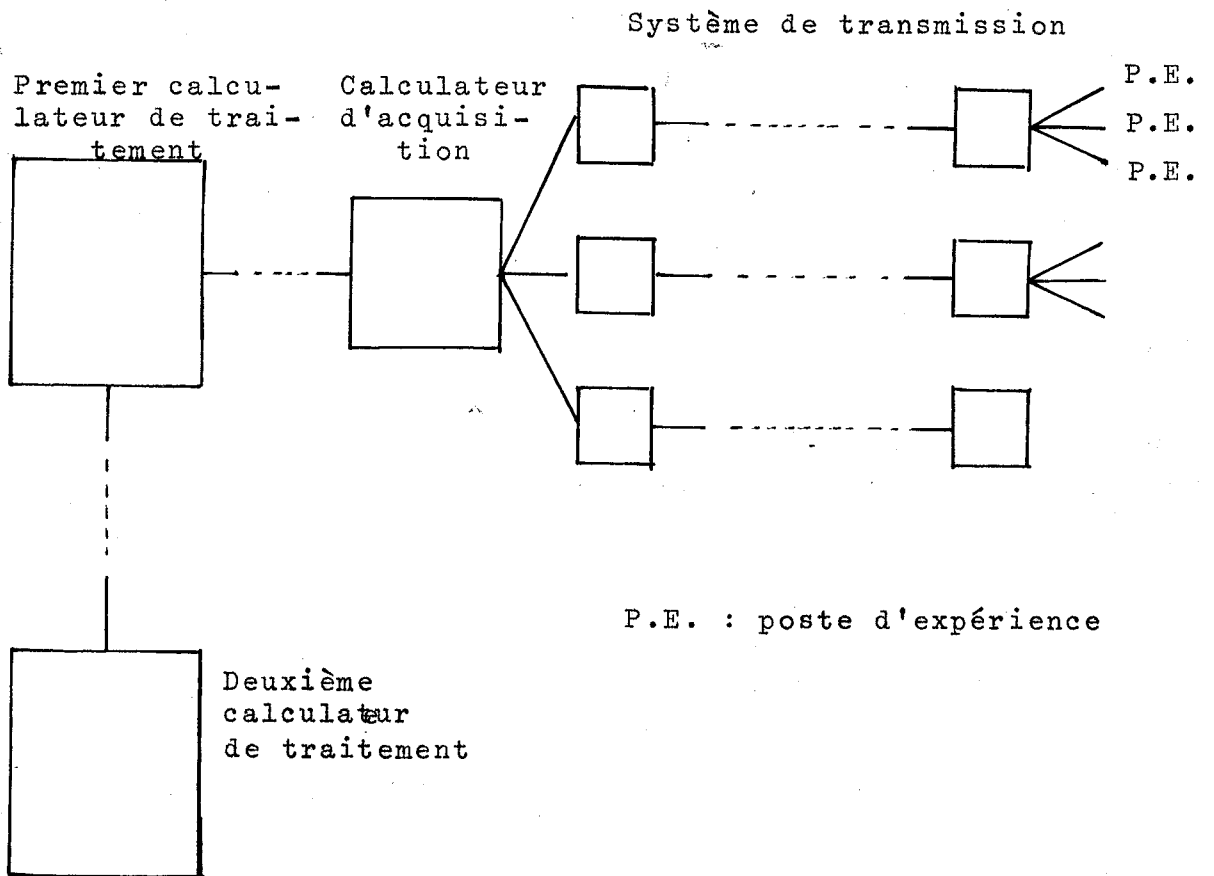 Système de transmission
Premier calcu-
lateur de trai-
tement
Calculateur
d'acquisi-
tion
P.E.
P.E.
P.E.
P.E. : poste d'expérience
Deuxième
calculateur
de traitement